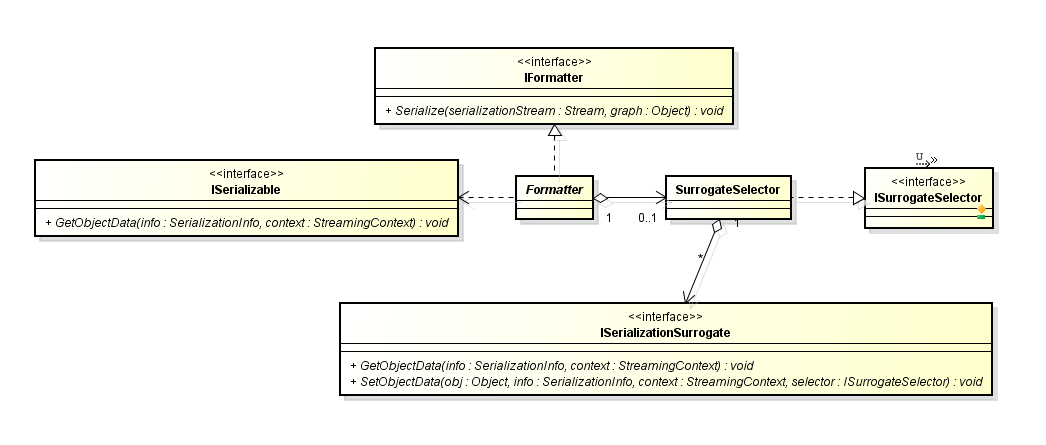 <<interface>>
IFormatter
+ Serialize(serializationStream : Stream, graph : Object) : void
<<interface>>
ISerializable
+ GetObjectData(info : SerializationInfo, context : StreamingContext) : void
Formatter
1
0..1
SurrogateSelector
1
U
<<interface>>
ISurrogateSelector
*
<<interface>>
ISerializationSurrogate
+ GetObjectData(info : SerializationInfo, context : StreamingContext) : void
+ SetObjectData(obj : Object, info : SerializationInfo, context : StreamingContext, selector : ISurrogateSelector) : void